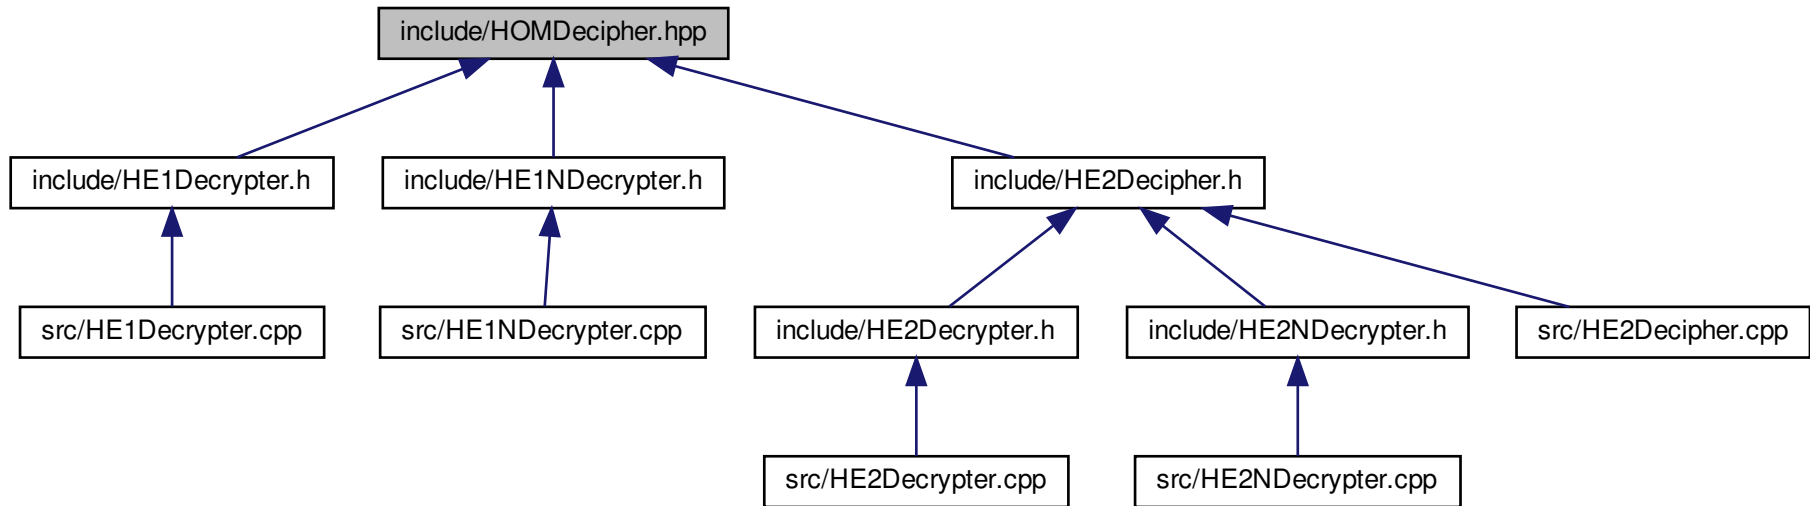 include/HOMDecipher.hpp
include/HE1Decrypter.h
include/HE1NDecrypter.h
include/HE2Decipher.h
src/HE1Decrypter.cpp
src/HE1NDecrypter.cpp
include/HE2Decrypter.h
include/HE2NDecrypter.h
src/HE2Decipher.cpp
src/HE2Decrypter.cpp
src/HE2NDecrypter.cpp